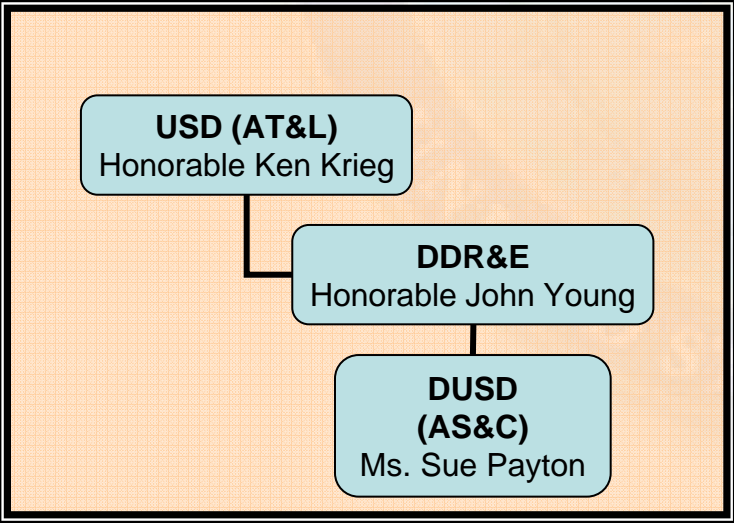 USD (AT&L)
Honorable Ken Krieg
DDR&E
Honorable John Young
DUSD
(AS&C)
Ms. Sue Payton